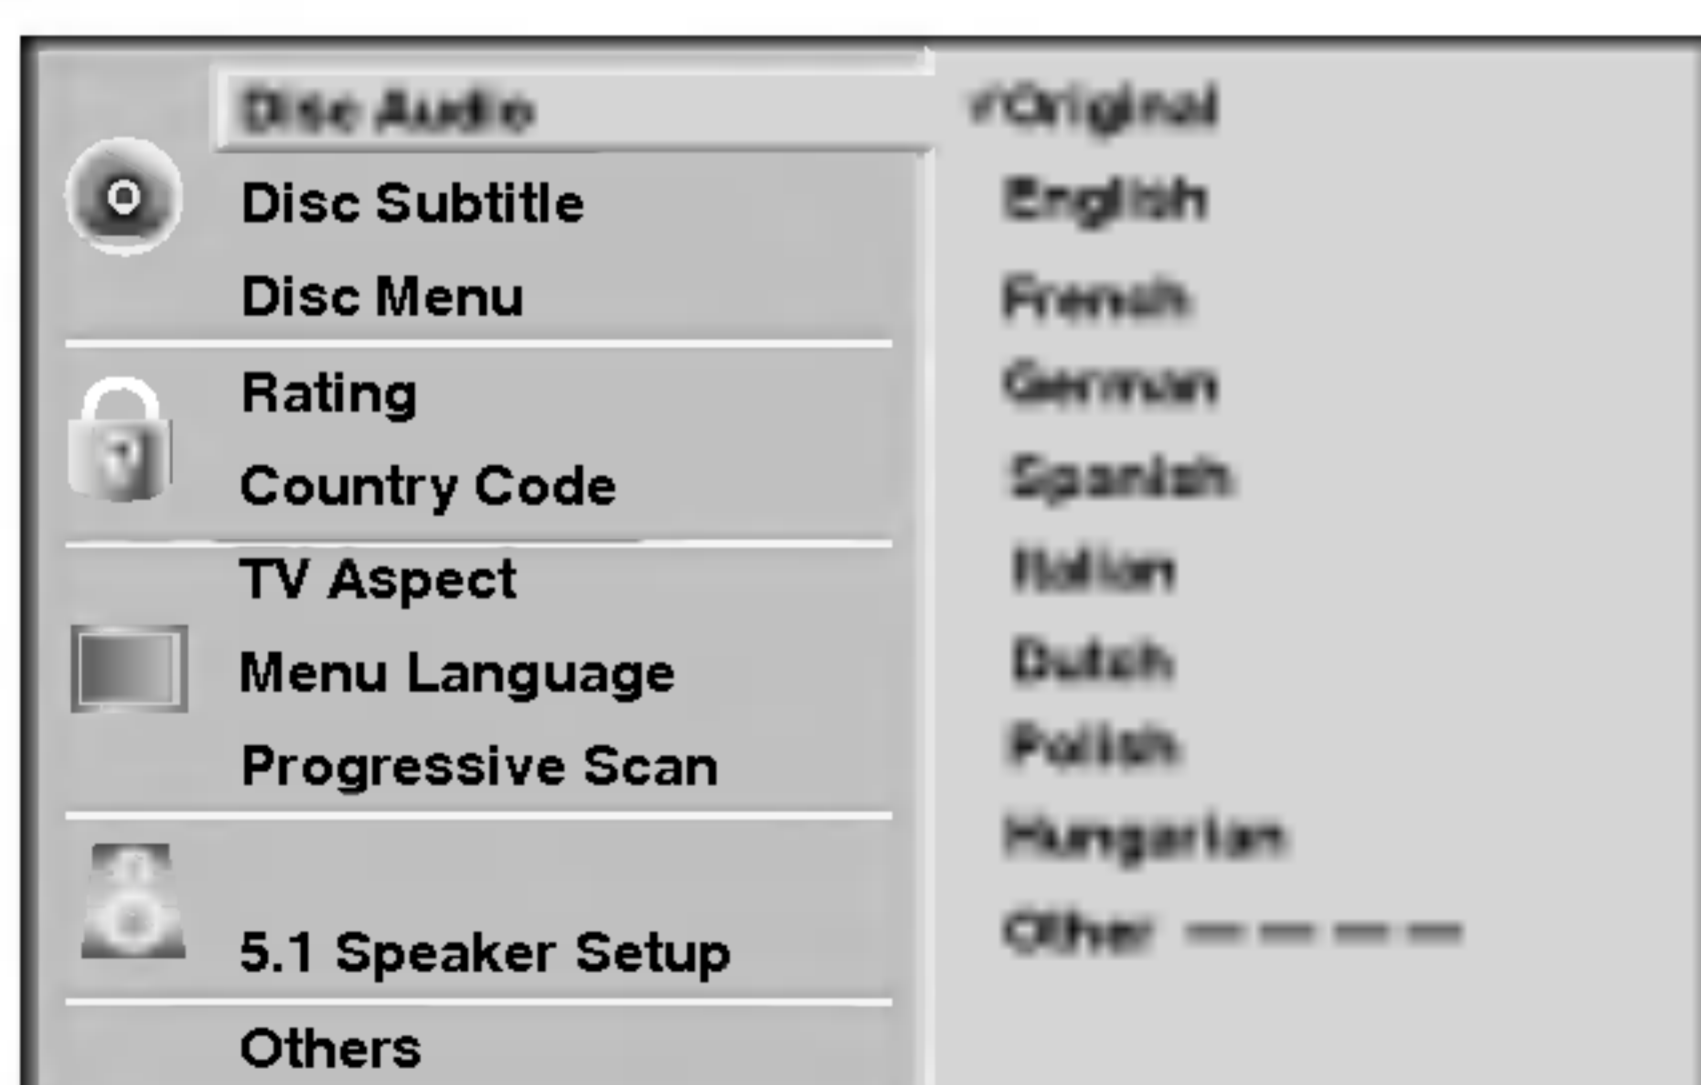 Disc Audio
Disc Subtitle
Disc Menu
Rating
Country Code
TV Aspect
Menu Language
Progressive Scan
5.1 Speaker Setup
Others
✓Original
English
French
German
Spanish
Italian
Dutch
Polish
Hungarian
Other – – – –